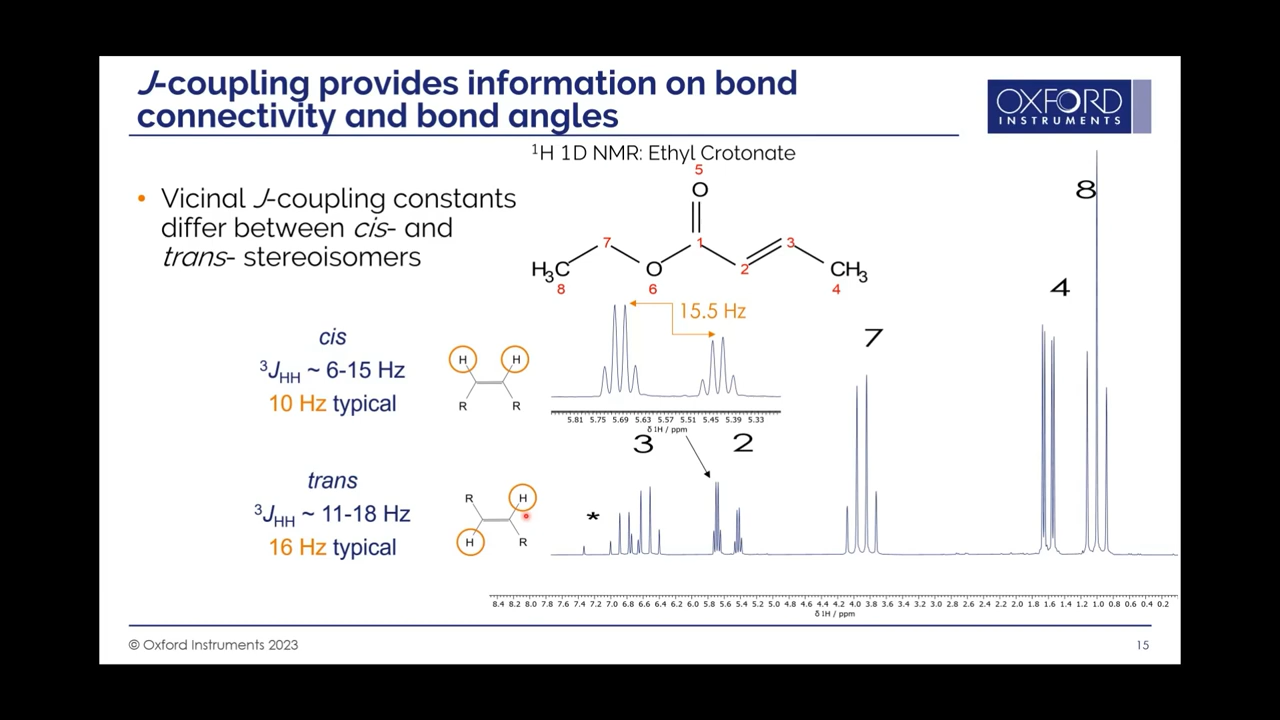 J-coupling provides information on bond
connectivity and bond angles
OXFORD
INSTRUMENTS
¹H 1D NMR: Ethyl Crotonate
• Vicinal J-coupling constants
differ between cis- and
trans- stereoisomers
5
O
7
1
3
H₃C
O
2
CH₃
8
6
4
15.5 Hz
cis
³J_HH ~ 6-15 Hz
10 Hz typical
H H
R R
5.81 5.75 5.69 5.63 5.57 5.51 5.45 5.39 5.33
δ 1H / ppm
3
2
7
4
8
trans
³J_HH ~ 11-18 Hz
16 Hz typical
R H
H R
*
8.4 8.2 8.0 7.8 7.6 7.4 7.2 7.0 6.8 6.6 6.4 6.2 6.0 5.8 5.6 5.4 5.2 5.0 4.8 4.6 4.4 4.2 4.0 3.8 3.6 3.4 3.2 3.0 2.8 2.6 2.4 2.2 2.0 1.8 1.6 1.4 1.2 1.0 0.8 0.6 0.4 0.2
δ 1H / ppm
© Oxford Instruments 2023
15